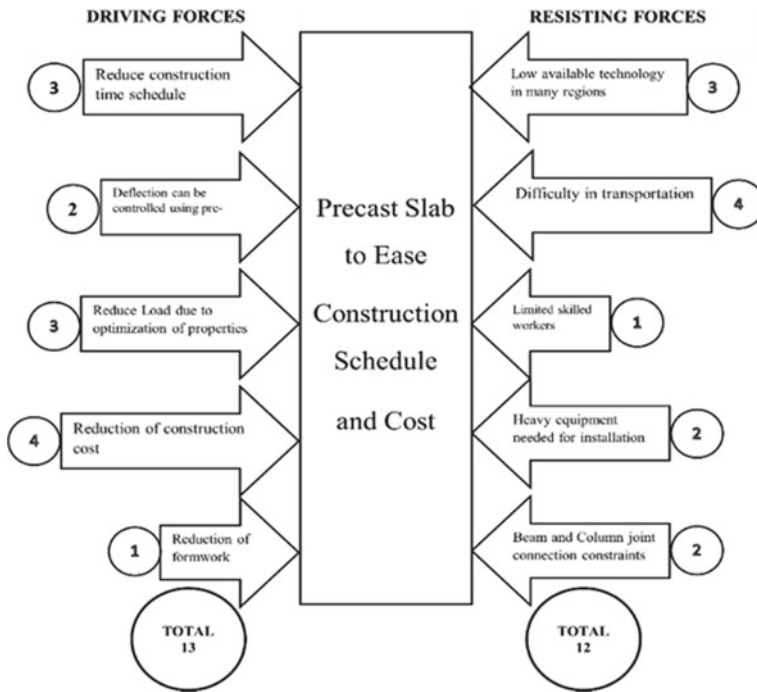 DRIVING FORCES
RESISTING FORCES
3
Reduce construction
time schedule
2
Deflection can be
controlled using pre-
3
Reduce Load due to
optimization of properties
4
Reduction of construction
cost
1
Reduction of
formwork
TOTAL
13
Precast Slab
to Ease
Construction
Schedule
and Cost
Low available technology
in many regions
3
Difficulty in transportation
4
Limited skilled
workers
1
Heavy equipment
needed for installation
2
Beam and Column joint
connection constraints
2
TOTAL
12